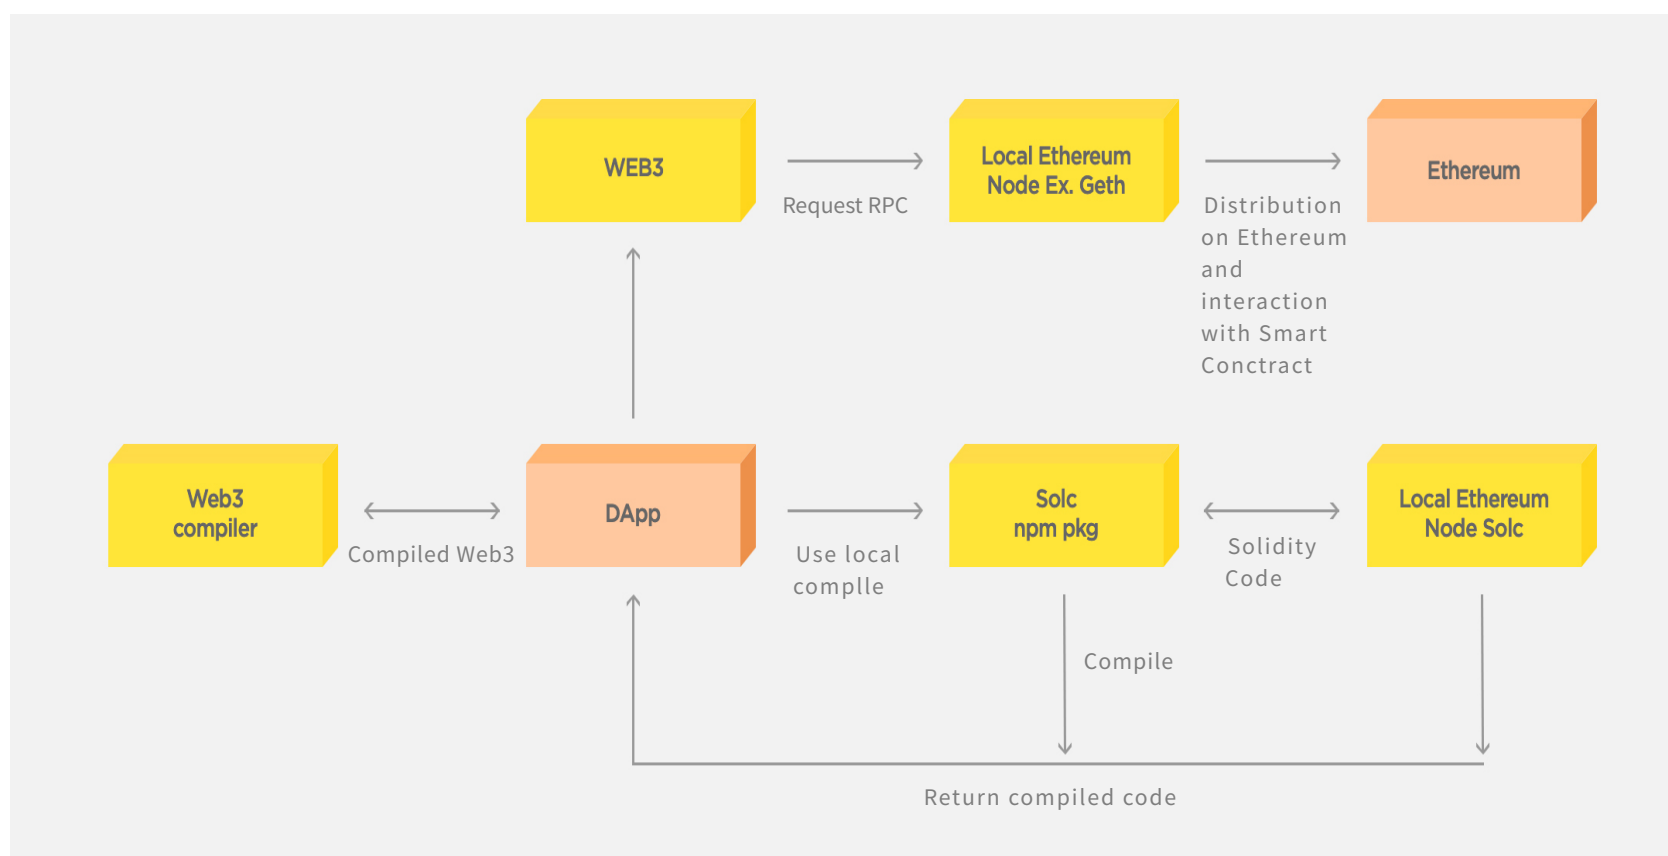 WEB3
Request RPC
Local Ethereum
Node Ex. Geth
Distribution
on Ethereum
and
interaction
with Smart
Conctract
Ethereum
Web3
compiler
Compiled Web3
DApp
Use local
complle
Solc
npm pkg
Solidity
Code
Local Ethereum
Node Solc
Compile
Return compiled code